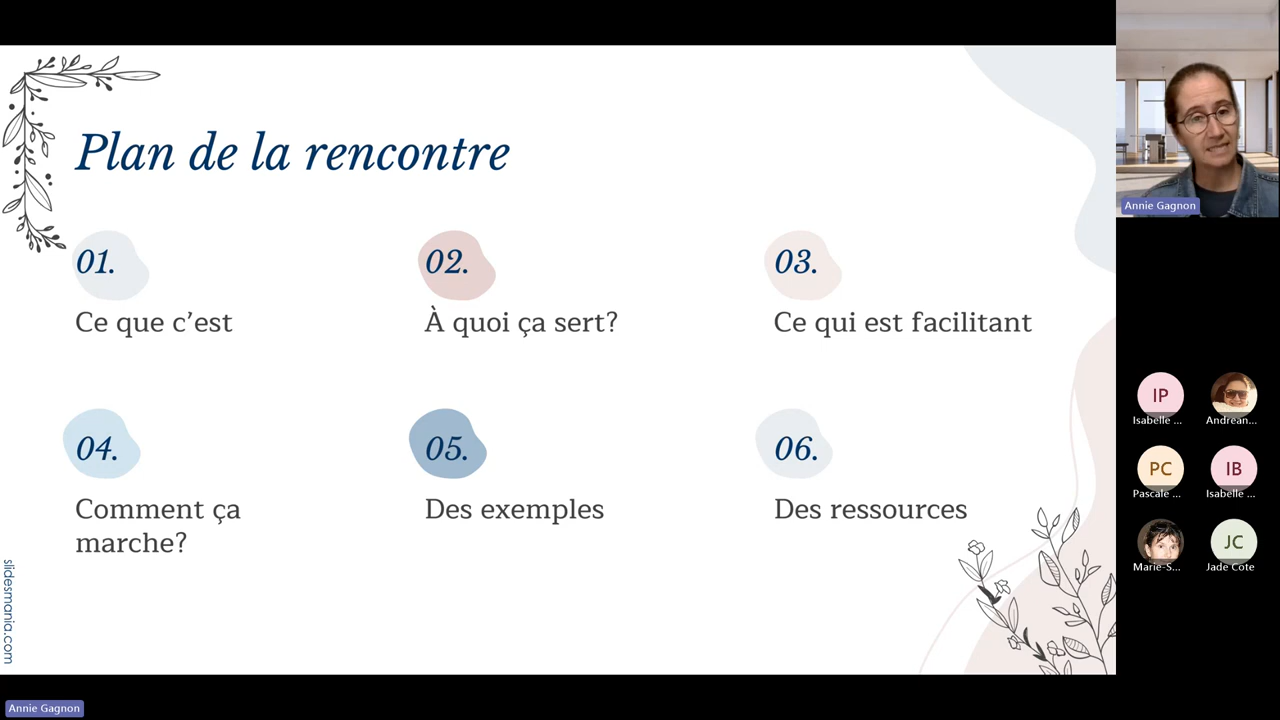 Plan de la rencontre
01.
Ce que c’est
02.
À quoi ça sert?
03.
Ce qui est facilitant
04.
Comment ça
marche?
05.
Des exemples
06.
Des ressources
slidesmania.com
Annie Gagnon
IP
Isabelle ...
Andrean...
PC
Pascale ...
IB
Isabelle ...
Marie-S...
JC
Jade Cote
Annie Gagnon